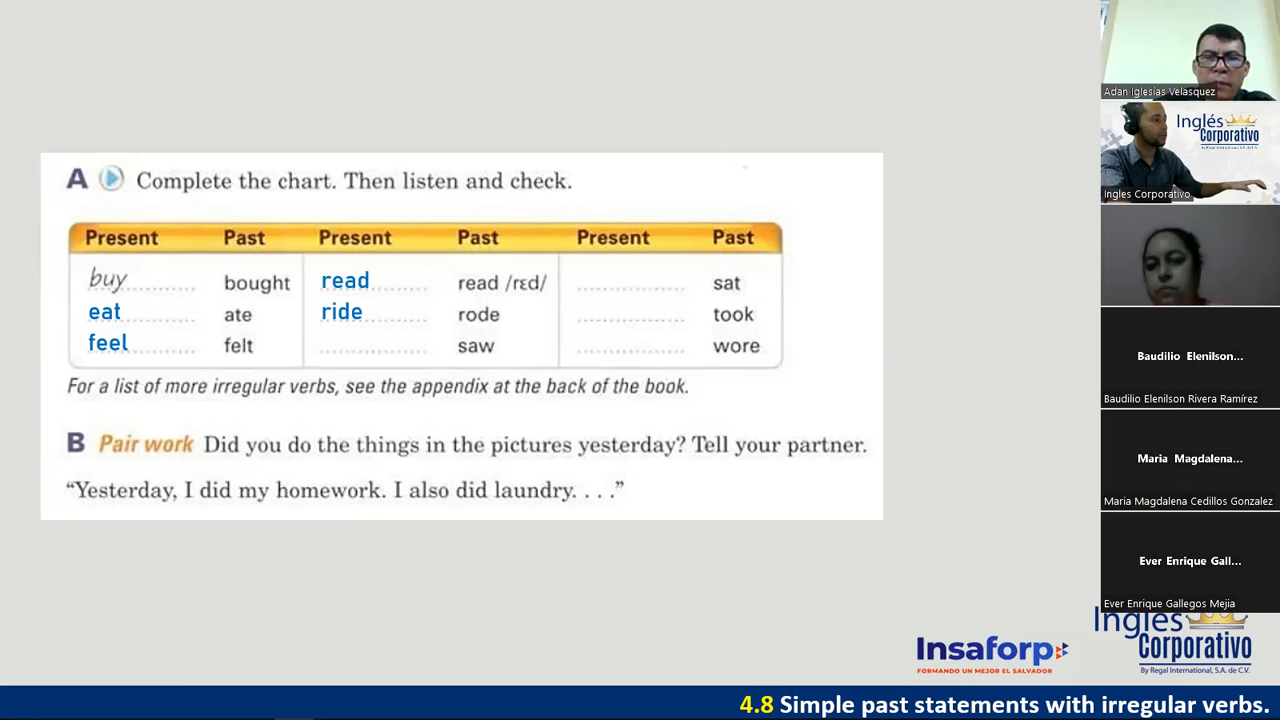 A Complete the chart. Then listen and check.
Present Past Present Past Present Past
buy bought read read /rɛd/ sat
eat ate ride rode took
feel felt saw wore
For a list of more irregular verbs, see the appendix at the back of the book.
B Pair work Did you do the things in the pictures yesterday? Tell your partner.
“Yesterday, I did my homework. I also did laundry. . . .”
Adan Iglesias Velasquez
Inglés
Corporativo
By Regal International, S.A. de C.V.
Ingles Corporativo
Baudilio Elenilson...
Baudilio Elenilson Rivera Ramírez
Maria Magdalena...
Maria Magdalena Cedillos Gonzalez
Ever Enrique Gall...
Ever Enrique Gallegos Mejia
Insaforp
FORMANDO UN MEJOR EL SALVADOR
Inglés
Corporativo
By Regal International, S.A. de C.V.
4.8 Simple past statements with irregular verbs.